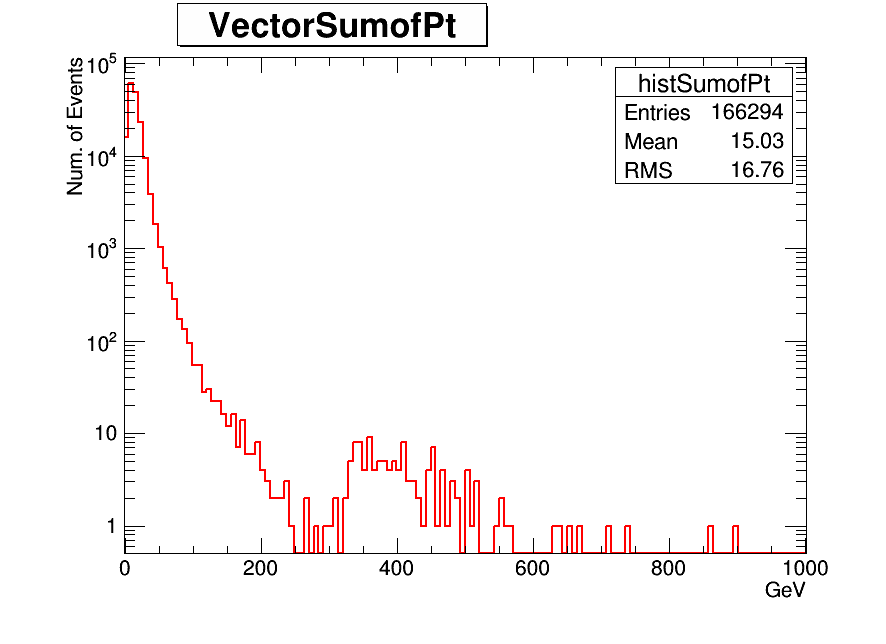 VectorSumofPt
Num. of Events
10^5
10^4
10^3
10^2
10
1
histSumofPt
Entries 166294
Mean 15.03
RMS 16.76
0 200 400 600 800 1000
GeV